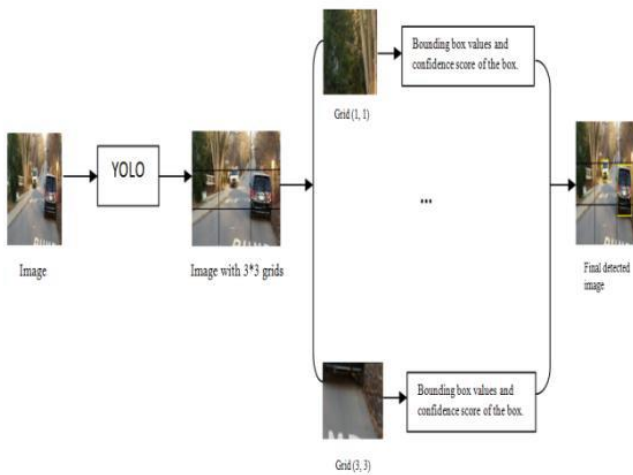 Bounding box values and
confidence score of the box.
Grid (1, 1)
YOLO
...
Image
Image with 3*3 grids
Final detected
image
Bounding box values and
confidence score of the box.
Grid (3, 3)